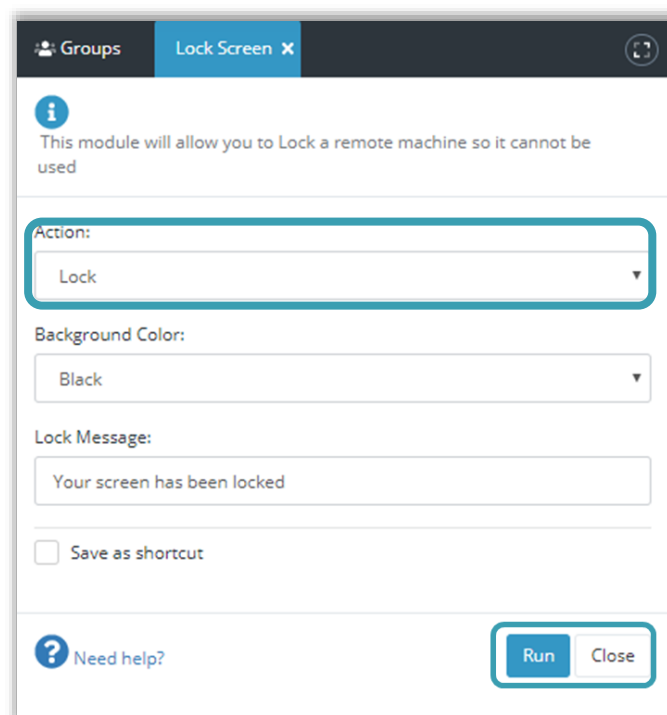 Groups
Lock Screen ×
This module will allow you to Lock a remote machine so it cannot be
used
Action:
Lock
Background Color:
Black
Lock Message:
Your screen has been locked
Save as shortcut
Need help?
Run
Close